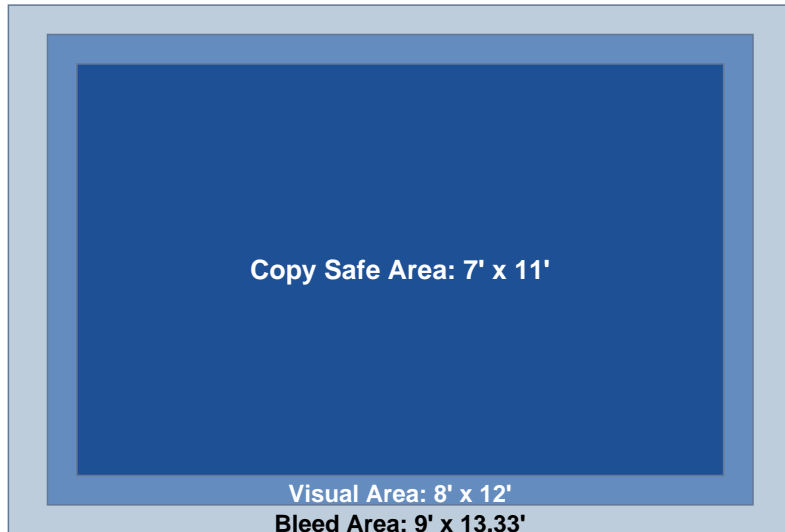 Copy Safe Area: 7' x 11'
Visual Area: 8' x 12'
Bleed Area: 9' x 13.33'